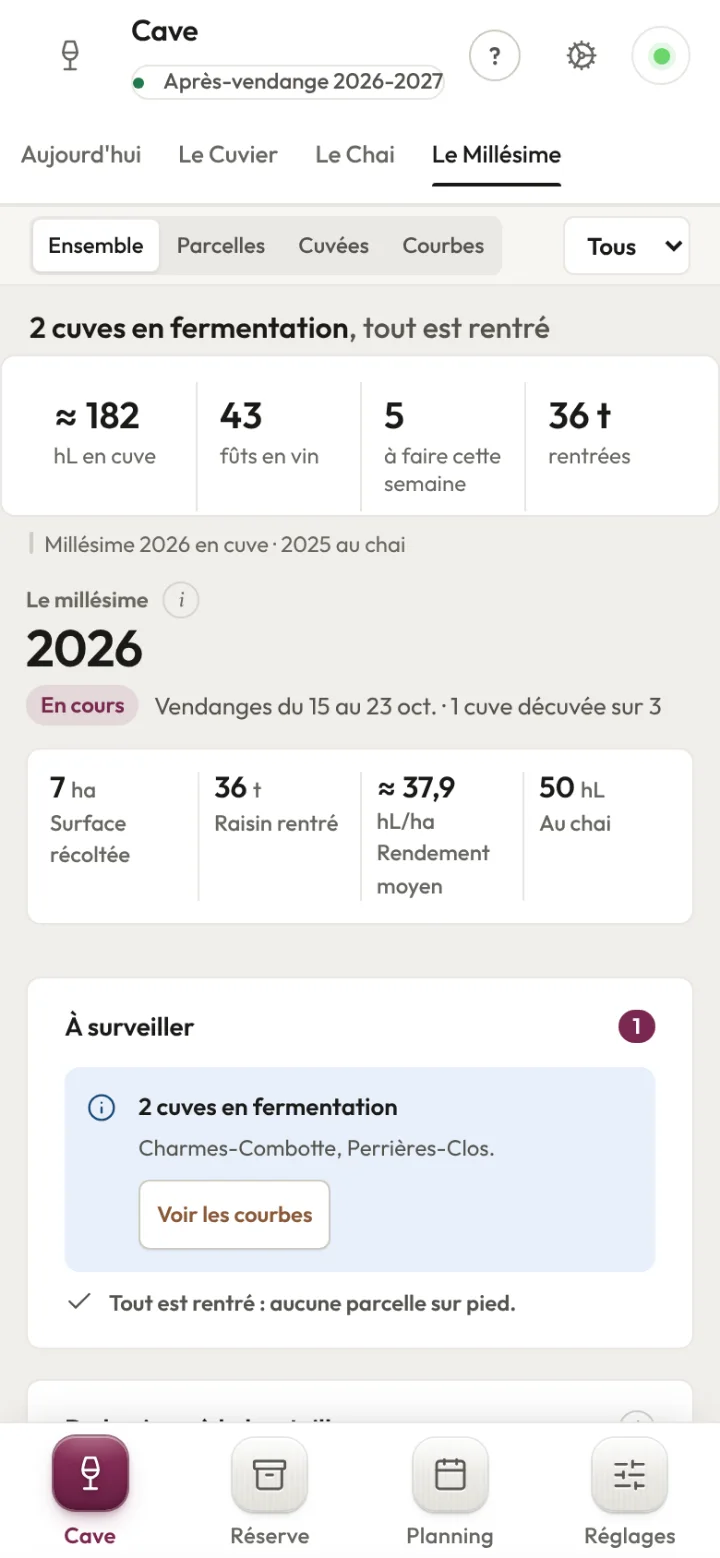 Cave
Après-vendange 2026-2027
?
Aujourd'hui Le Cuvier Le Chai Le Millésime
Ensemble Parcelles Cuvées Courbes Tous
2 cuves en fermentation, tout est rentré
≈ 182 43 5 36 t
hL en cuve fûts en vin à faire cette semaine rentrées
Millésime 2026 en cuve · 2025 au chai
Le millésime i
2026
En cours Vendanges du 15 au 23 oct. · 1 cuve décuvée sur 3
7 ha 36 t ≈ 37,9 hL/ha 50 hL
Surface récoltée Raisin rentré Rendement moyen Au chai
À surveiller 1
2 cuves en fermentation
Charmes-Combotte, Perrières-Clos.
Voir les courbes
Tout est rentré : aucune parcelle sur pied.
Cave Réserve Planning Réglages